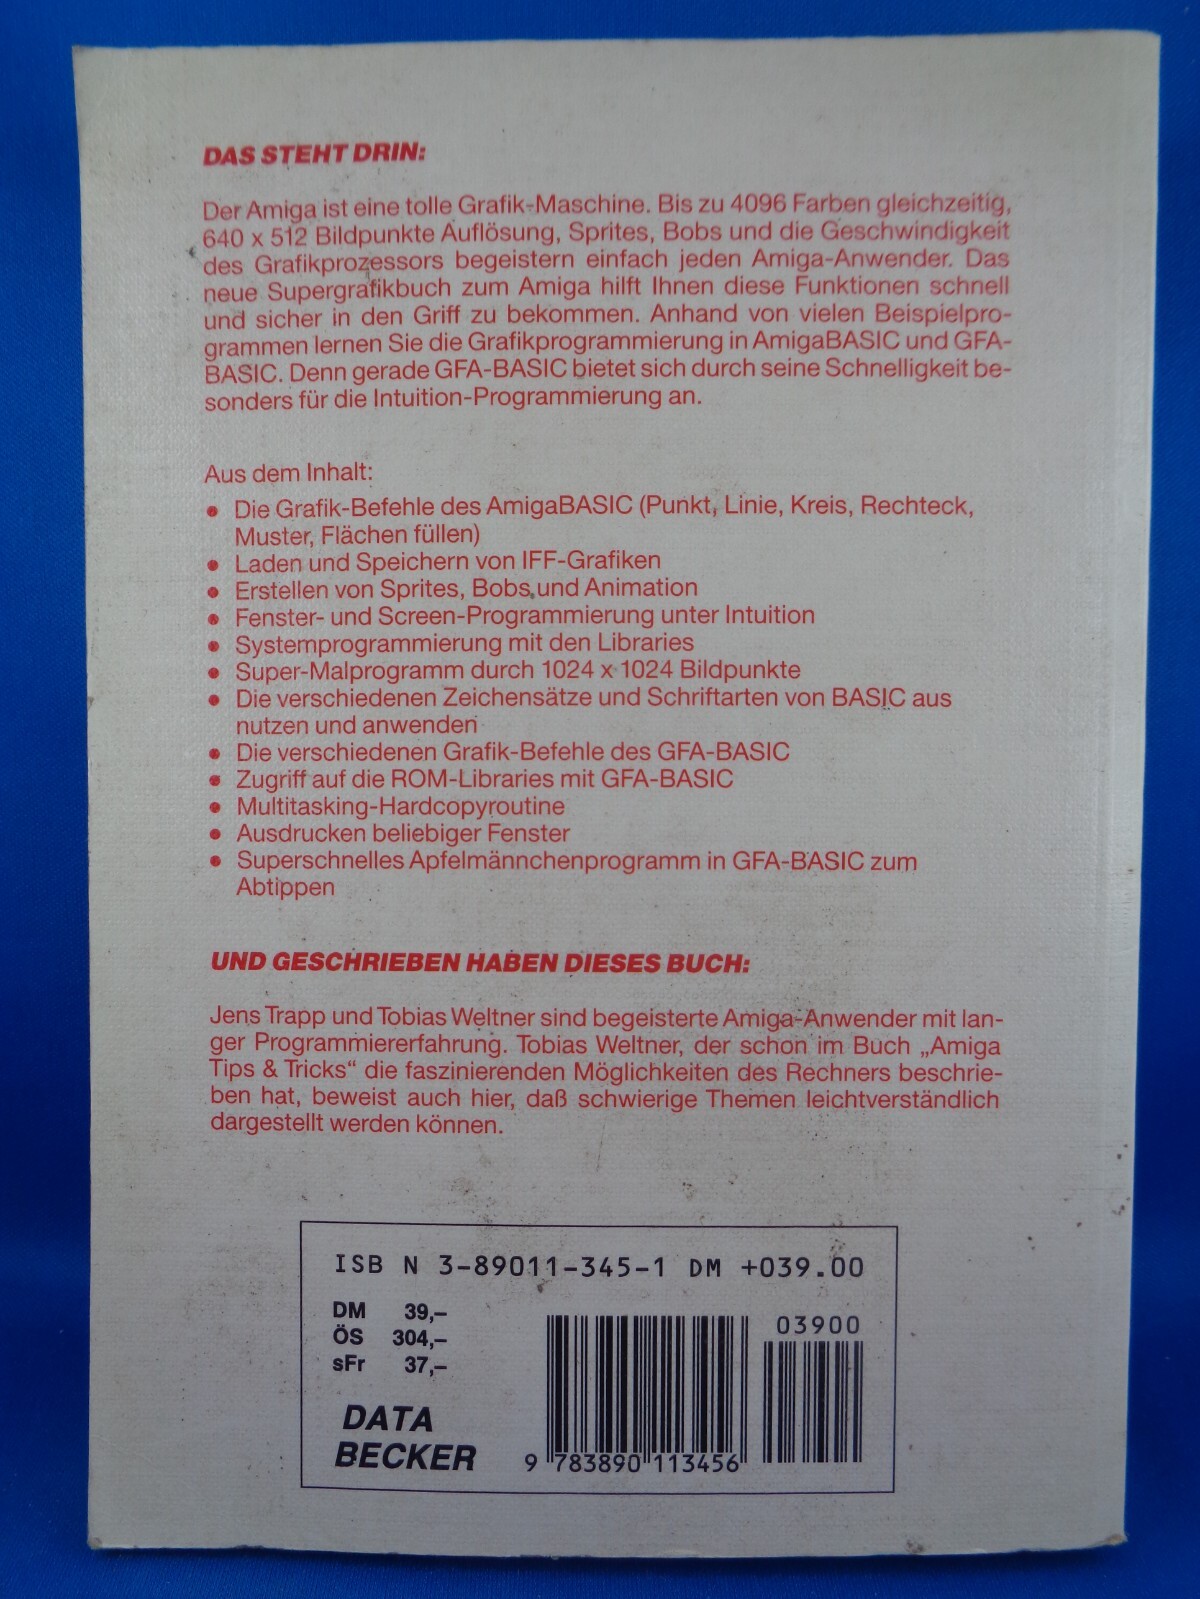 DAS STEHT DRIN:
Der Amiga ist eine tolle Grafik-Maschine. Bis zu 4096 Farben gleichzeitig,
640 x 512 Bildpunkte Auflösung, Sprites, Bobs und die Geschwindigkeit
des Grafikprozessors begeistern einfach jeden Amiga-Anwender. Das
neue Supergrafikbuch zum Amiga hilft Ihnen diese Funktionen schnell
und sicher in den Griff zu bekommen. Anhand von vielen Beispielpro-
grammen lernen Sie die Grafikprogrammierung in AmigaBASIC und GFA-
BASIC. Denn gerade GFA-BASIC bietet sich durch seine Schnelligkeit be-
sonders für die Intuition-Programmierung an.
Aus dem Inhalt:
• Die Grafik-Befehle des AmigaBASIC (Punkt, Linie, Kreis, Rechteck,
Muster, Flächen füllen)
• Laden und Speichern von IFF-Grafiken
• Erstellen von Sprites, Bobs und Animation
• Fenster- und Screen-Programmierung unter Intuition
• Systemprogrammierung mit den Libraries
• Super-Malprogramm durch 1024 x 1024 Bildpunkte
• Die verschiedenen Zeichensätze und Schriftarten von BASIC aus
nutzen und anwenden
• Die verschiedenen Grafik-Befehle des GFA-BASIC
• Zugriff auf die ROM-Libraries mit GFA-BASIC
• Multitasking-Hardcopyroutine
• Ausdrucken beliebiger Fenster
• Superschnelles Apfelmännchenprogramm in GFA-BASIC zum
Abtippen
UND GESCHRIEBEN HABEN DIESES BUCH:
Jens Trapp und Tobias Weltner sind begeisterte Amiga-Anwender mit lan-
ger Programmiererfahrung. Tobias Weltner, der schon im Buch „Amiga
Tips & Tricks“ die faszinierenden Möglichkeiten des Rechners beschrie-
ben hat, beweist auch hier, daß schwierige Themen leichtverständlich
dargestellt werden können.
ISB N 3-89011-345-1 DM +039.00
DM 39,–
ÖS 304,–
sFr 37,–
03900
DATA
BECKER
9 783890 113456